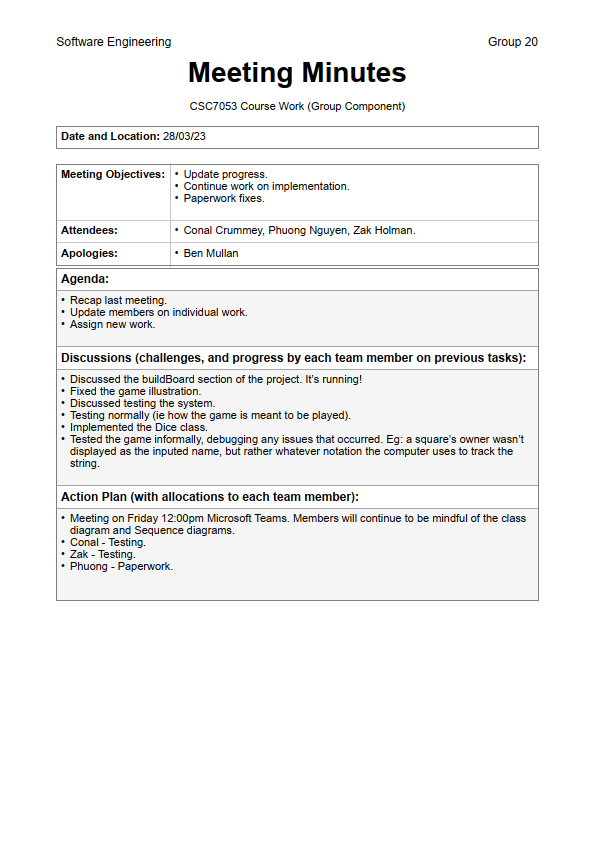 Software Engineering Group 20
Meeting Minutes
CSC7053 Course Work (Group Component)
Date and Location: 28/03/23
Meeting Objectives: • Update progress.
• Continue work on implementation.
• Paperwork fixes.
Attendees: • Conal Crummey, Phuong Nguyen, Zak Holman.
Apologies: • Ben Mullan
Agenda:
• Recap last meeting.
• Update members on individual work.
• Assign new work.
Discussions (challenges, and progress by each team member on previous tasks):
• Discussed the buildBoard section of the project. It’s running!
• Fixed the game illustration.
• Discussed testing the system.
• Testing normally (ie how the game is meant to be played).
• Implemented the Dice class.
• Tested the game informally, debugging any issues that occurred. Eg: a square’s owner wasn’t
displayed as the inputed name, but rather whatever notation the computer uses to track the
string.
Action Plan (with allocations to each team member):
• Meeting on Friday 12:00pm Microsoft Teams. Members will continue to be mindful of the class
diagram and Sequence diagrams.
• Conal - Testing.
• Zak - Testing.
• Phuong - Paperwork.